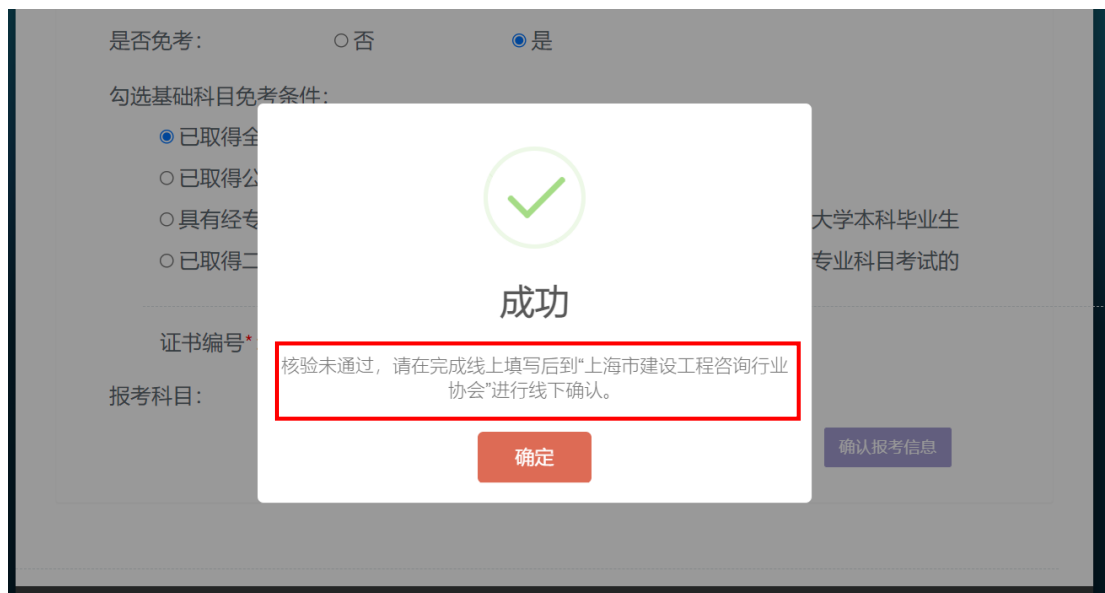 是否免考: 否 是
勾选基础科目免考条件:
已取得全
已取得公
具有经专 大学本科毕业生
已取得二 专业科目考试的
成功
证书编号*
核验未通过，请在完成线上填写后到“上海市建设工程咨询行业
协会”进行线下确认。
报考科目:
确认报考信息
确定